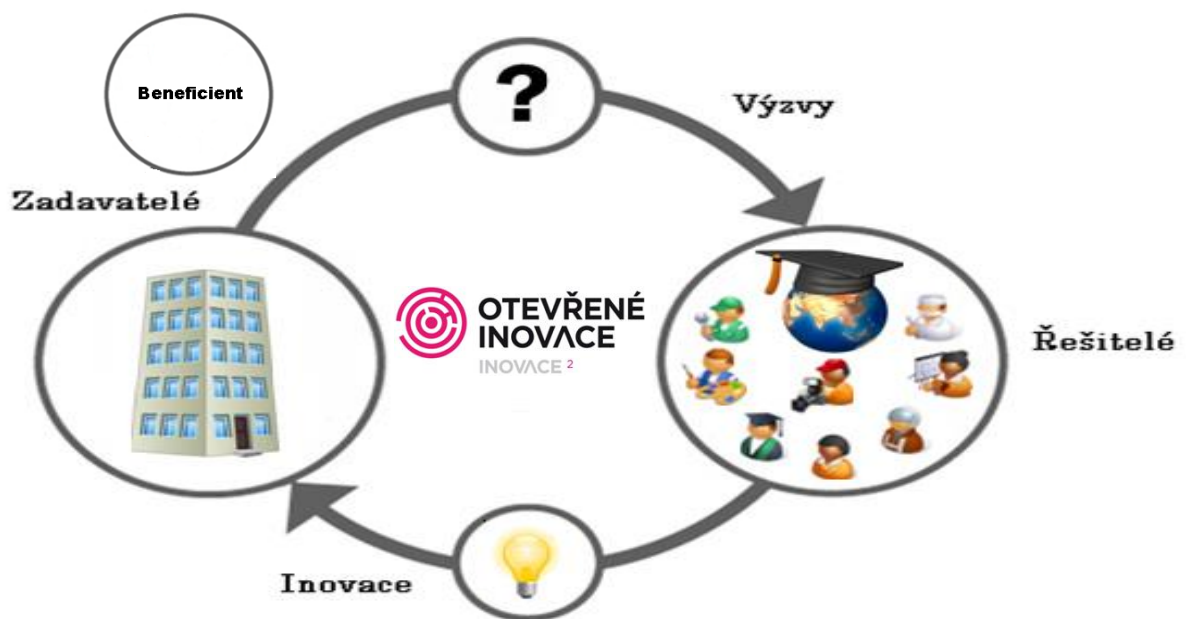 Beneficient
?
Výzvy
Zadavatelé
OTEVŘENÉ
INOVACE
INOVACE 2
Řešitelé
Inovace